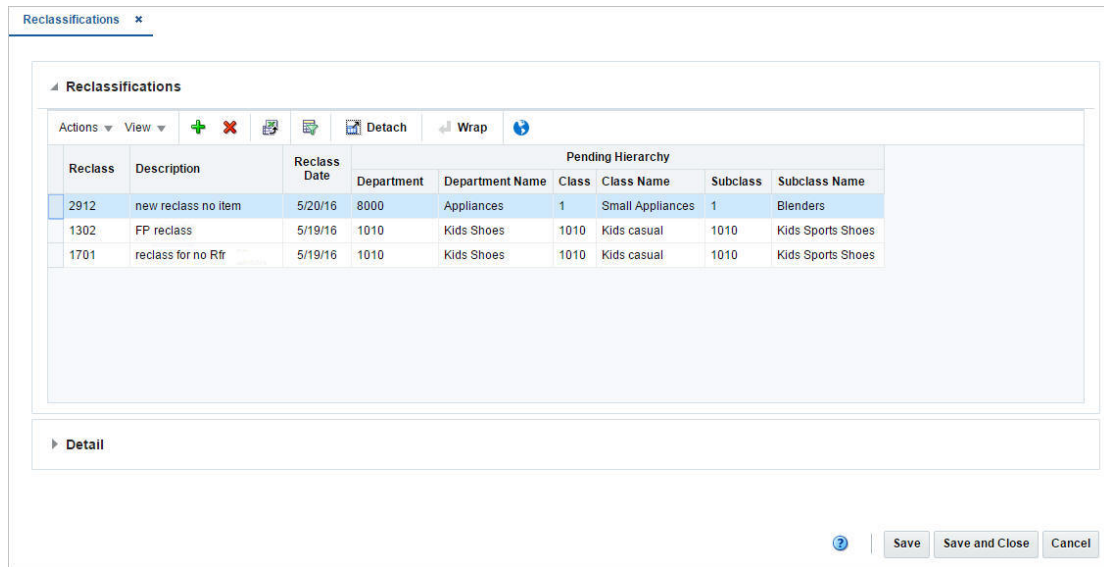 Reclassifications ×
Reclassifications
Actions View Detach Wrap
Pending Hierarchy
Reclass Description Reclass Date Department Department Name Class Class Name Subclass Subclass Name
2912 new reclass no item 5/20/16 8000 Appliances 1 Small Appliances 1 Blenders
1302 FP reclass 5/19/16 1010 Kids Shoes 1010 Kids casual 1010 Kids Sports Shoes
1701 reclass for no Rfr 5/19/16 1010 Kids Shoes 1010 Kids casual 1010 Kids Sports Shoes
Detail
? Save Save and Close Cancel